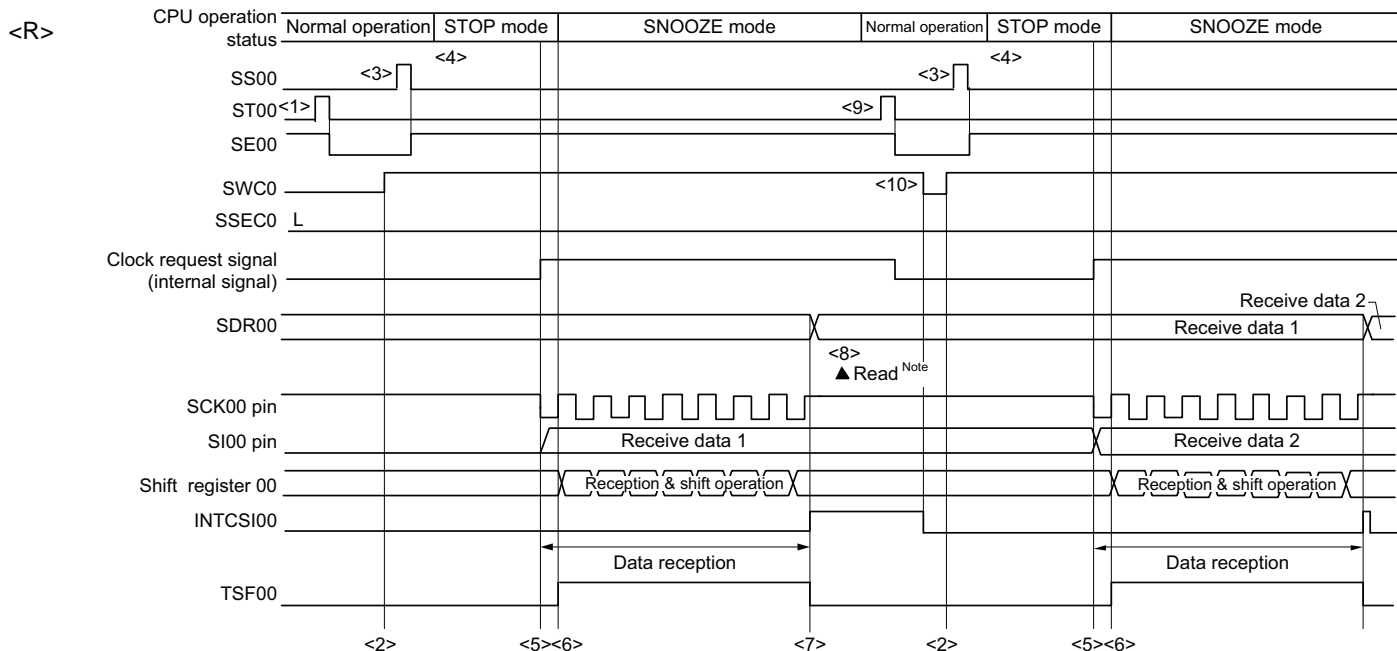 <R>
CPU operation status
Normal operation STOP mode SNOOZE mode Normal operation STOP mode SNOOZE mode
<3> <4> <3> <4>
SS00
<1> <9>
ST00
SE00
SWC0 <10>
SSEC0 L
Clock request signal
(internal signal)
SDR00 Receive data 1 Receive data 2
<8>
▲ Read Note
SCK00 pin
SI00 pin Receive data 1 Receive data 2
Shift register 00 Reception & shift operation Reception & shift operation
INTCSI00
Data reception Data reception
TSF00
<2> <5><6> <7> <2> <5><6>